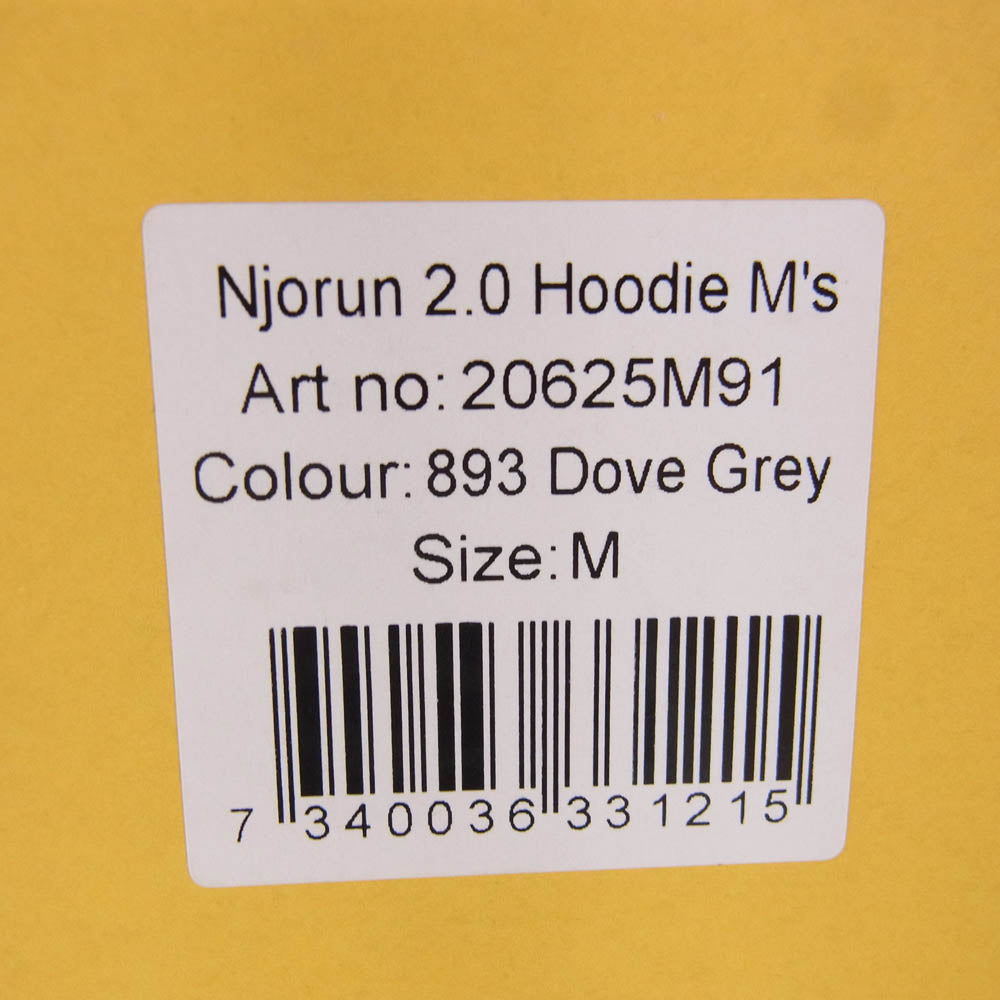 Njorun 2.0 Hoodie M's
Art no: 20625M91
Colour: 893 Dove Grey
Size: M
7 340036 331215